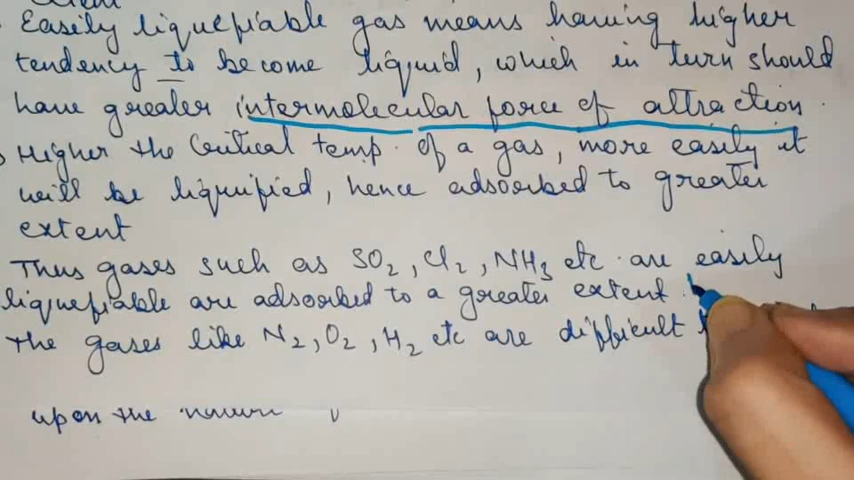 Easily liquefiable gas means having higher
tendency to become liquid, which in turn should
have greater intermolecular force of attraction.
Higher the critical temp. of a gas, more easily it
will be liquified, hence adsorbed to greater
extent
Thus gases such as SO2, Cl2, NH3 etc. are easily
liquefiable are adsorbed to a greater extent.
The gases like N2, O2, H2 etc are difficult
upon the